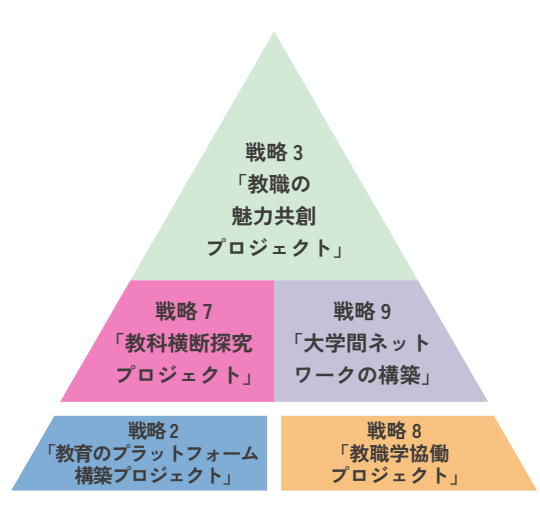 戦略 3
「教職の
魅力共創
プロジェクト」
戦略 7
「教科横断探究
プロジェクト」
戦略 9
「大学間ネット
ワークの構築」
戦略 2
「教育のプラットフォーム
構築プロジェクト」
戦略 8
「教職学協働
プロジェクト」